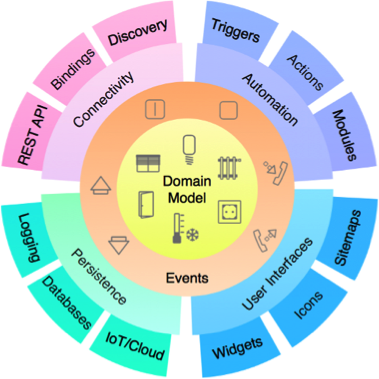 Discovery
Bindings
REST API
Connectivity
Triggers
Actions
Modules
Automation
Domain
Model
Events
Logging
Databases
IoT/Cloud
Persistence
Sitemaps
Icons
Widgets
User Interfaces